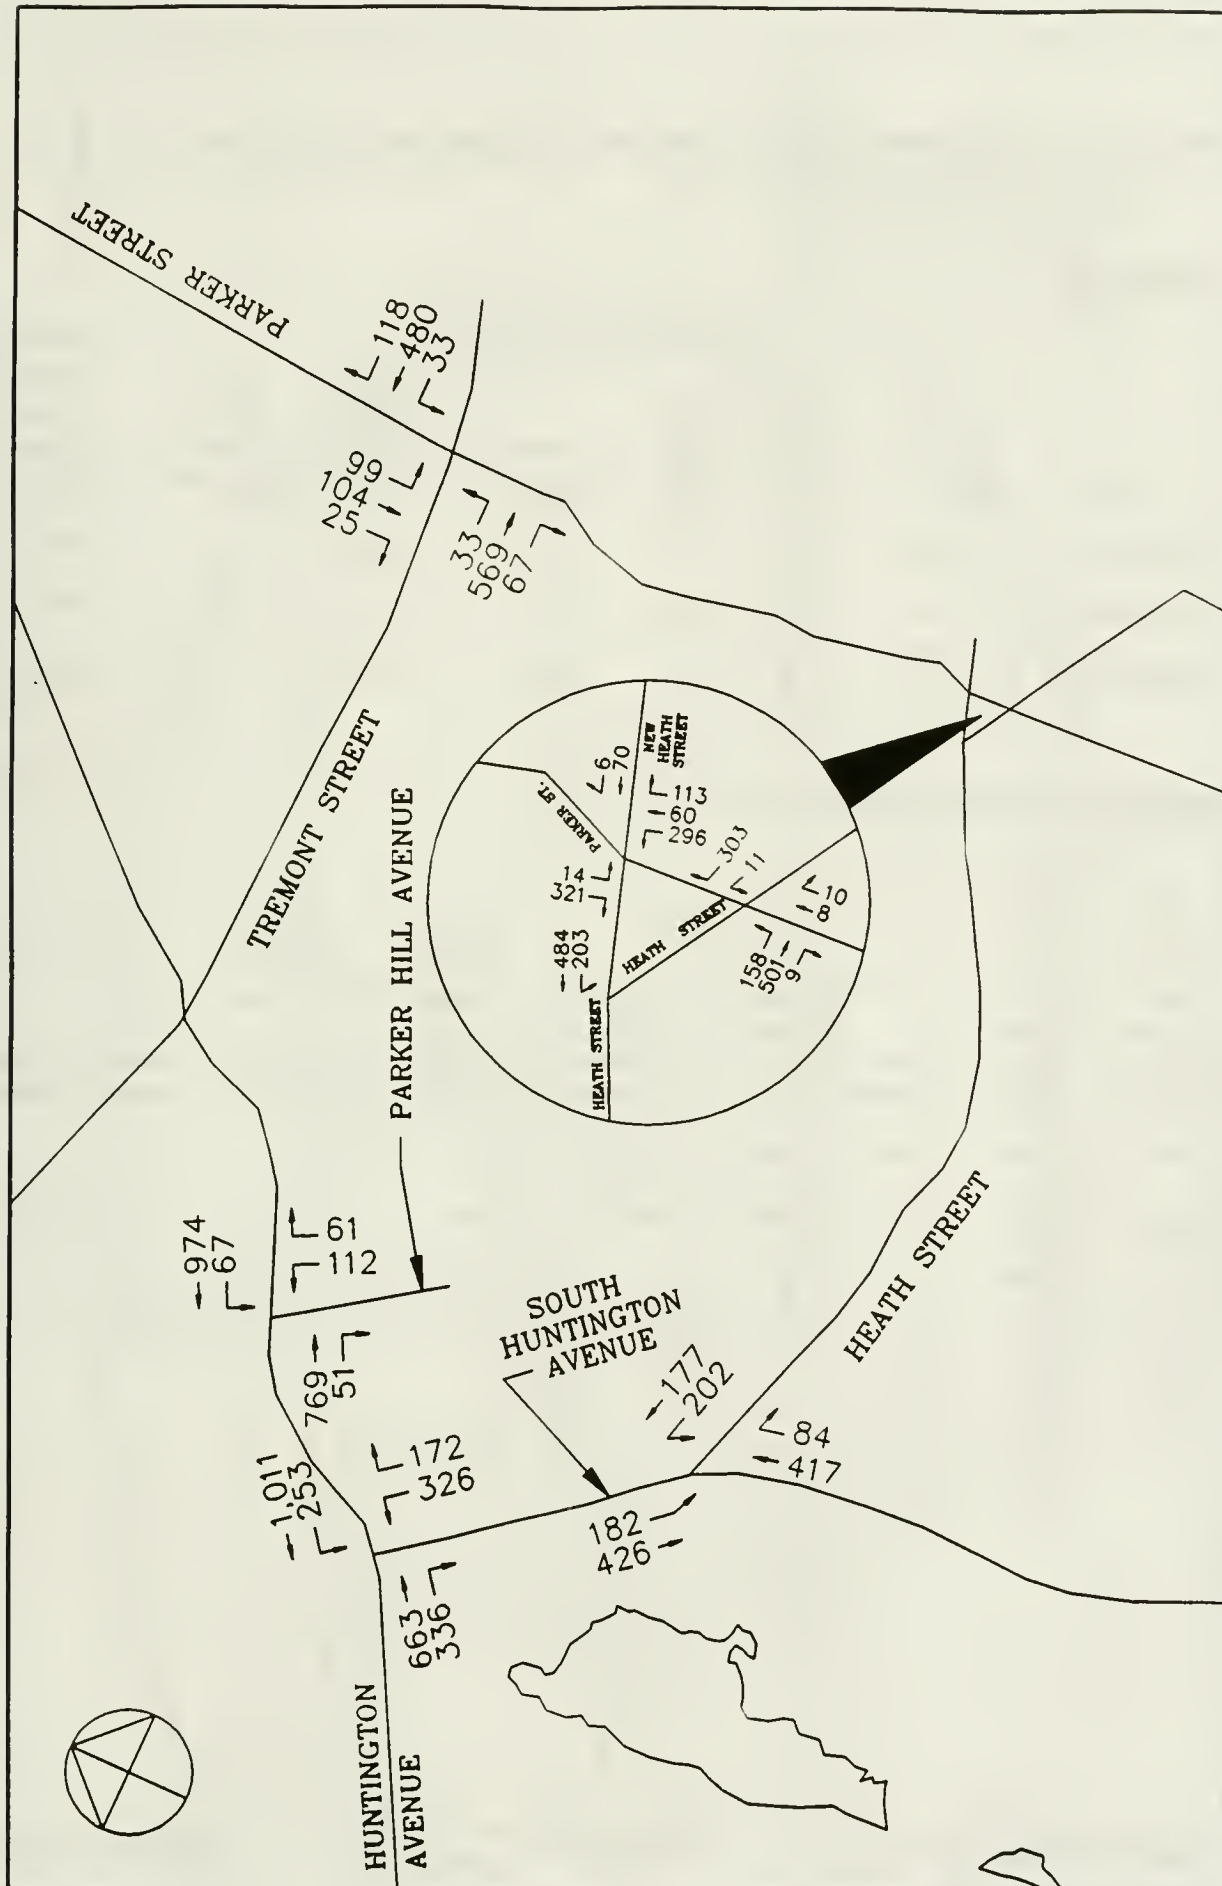 PARKER STREET
118
480
33
99
104
25
33
569
67
TREMONT STREET
PARKER HILL AVENUE
6
70
NEW
HEATH
STREET
PARKER ST.
113
60
296
303
11
14
321
10
8
484
203
HEATH STREET
158
501
9
HEATH STREET
974
67
61
112
SOUTH
HUNTINGTON
AVENUE
HEATH STREET
769
51
177
202
84
417
1,011
253
172
326
182
426
663
336
HUNTINGTON
AVENUE